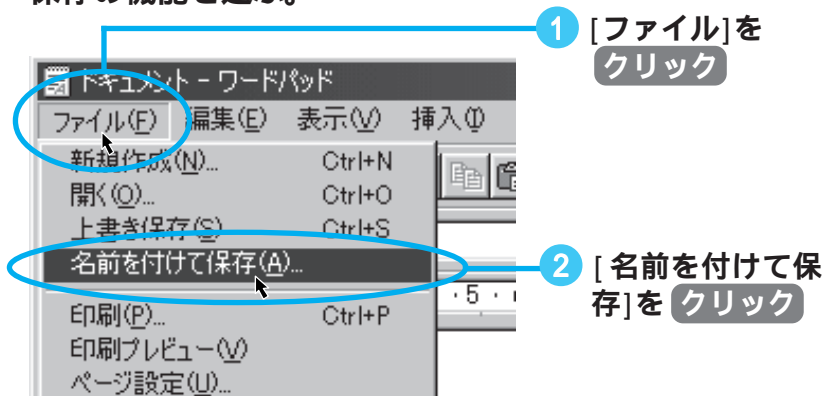 保存の機能を選ぶ。
1 [ファイル]を
クリック
ドキュメント - ワードパッド
ファイル(F) 編集(E) 表示(V) 挿入(I)
新規作成(N)... Ctrl+N
開く(O)... Ctrl+O
上書き保存(S) Ctrl+S
名前を付けて保存(A)...
2 [名前を付けて保
存]を クリック
·5·
印刷(P)... Ctrl+P
印刷プレビュー(V)
ページ設定(U)...